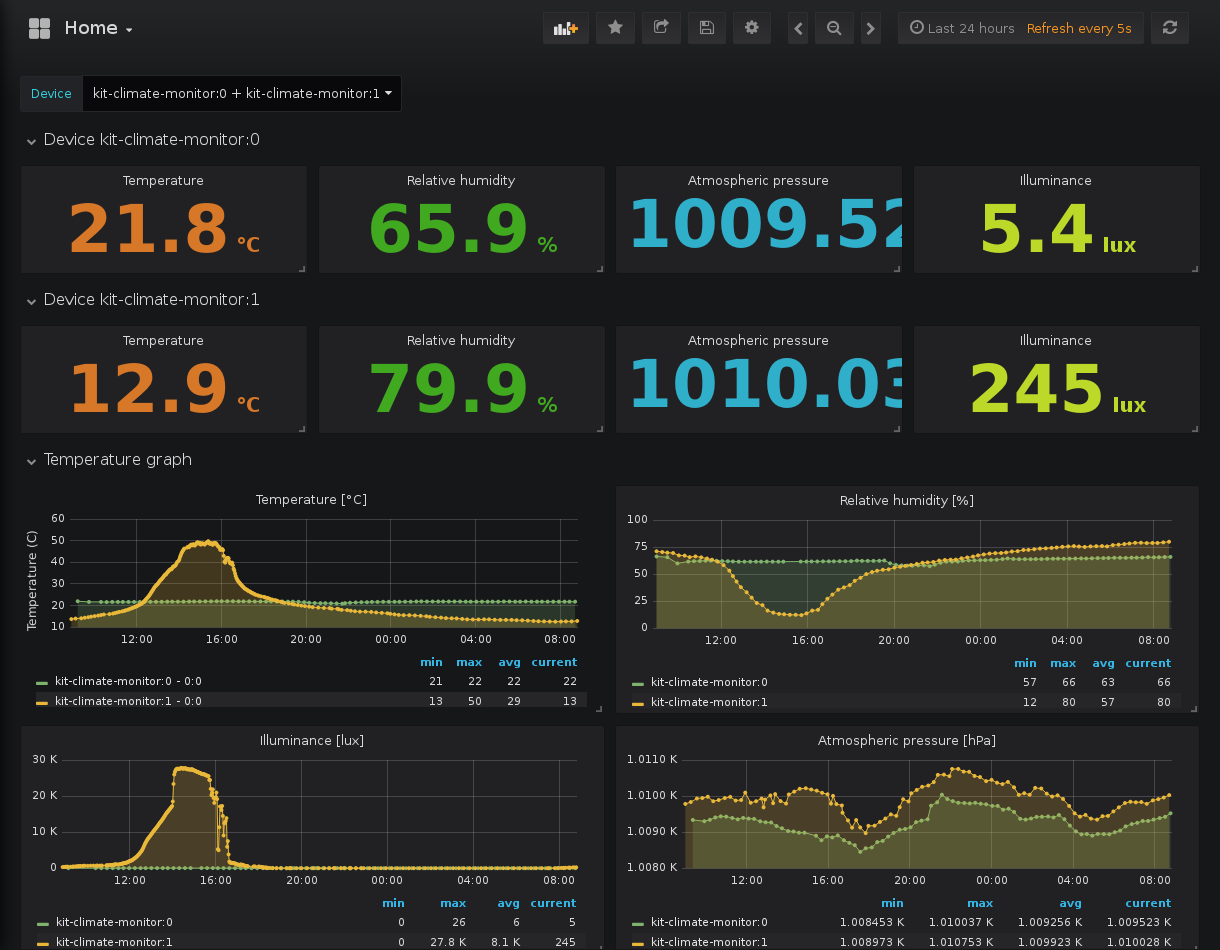 Home
Last 24 hours Refresh every 5s
Device kit-climate-monitor:0 + kit-climate-monitor:1
Device kit-climate-monitor:0
Temperature Relative humidity Atmospheric pressure Illuminance
21.8 °C 65.9 % 1009.52 5.4 lux
Device kit-climate-monitor:1
Temperature Relative humidity Atmospheric pressure Illuminance
12.9 °C 79.9 % 1010.03 245 lux
Temperature graph
Temperature [°C]
Temperature (C)
60
50
40
30
20
10
12:00 16:00 20:00 00:00 04:00 08:00
min max avg current
kit-climate-monitor:0 - 0:0 21 22 22 22
kit-climate-monitor:1 - 0:0 13 50 29 13
Relative humidity [%]
100
75
50
25
0
12:00 16:00 20:00 00:00 04:00 08:00
min max avg current
kit-climate-monitor:0 57 66 63 66
kit-climate-monitor:1 12 80 57 80
Illuminance [lux]
30 K
20 K
10 K
0
12:00 16:00 20:00 00:00 04:00 08:00
min max avg current
kit-climate-monitor:0 0 26 6 5
kit-climate-monitor:1 0 27.8 K 8.1 K 245
Atmospheric pressure [hPa]
1.0110 K
1.0100 K
1.0090 K
1.0080 K
12:00 16:00 20:00 00:00 04:00 08:00
min max avg current
kit-climate-monitor:0 1.008453 K 1.010037 K 1.009256 K 1.009523 K
kit-climate-monitor:1 1.008973 K 1.010753 K 1.009923 K 1.010028 K